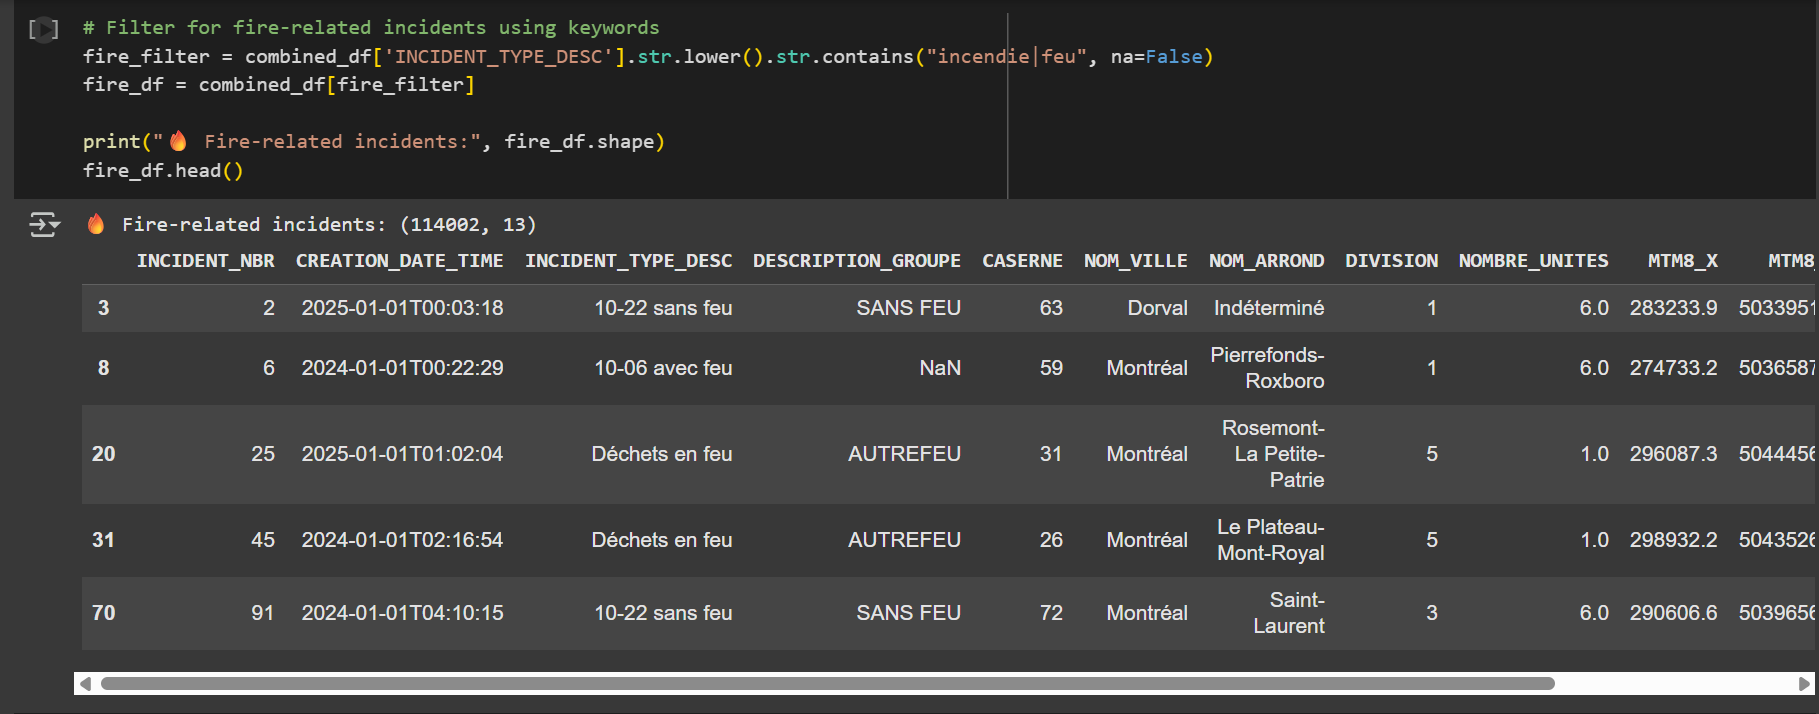 # Filter for fire-related incidents using keywords
fire_filter = combined_df['INCIDENT_TYPE_DESC'].str.lower().str.contains("incendie|feu", na=False)
fire_df = combined_df[fire_filter]
print("🔥 Fire-related incidents:", fire_df.shape)
fire_df.head()
🔥 Fire-related incidents: (114002, 13)
INCIDENT_NBR CREATION_DATE_TIME INCIDENT_TYPE_DESC DESCRIPTION_GROUPE CASERNE NOM_VILLE NOM_ARROND DIVISION NOMBRE_UNITES MTM8_X MTM8_
3 2 2025-01-01T00:03:18 10-22 sans feu SANS FEU 63 Dorval Indéterminé 1 6.0 283233.9 5033951
8 6 2024-01-01T00:22:29 10-06 avec feu NaN 59 Montréal Pierrefonds-
Roxboro 1 6.0 274733.2 5036587
20 25 2025-01-01T01:02:04 Déchets en feu AUTREFEU 31 Montréal Rosemont-
La Petite-
Patrie 5 1.0 296087.3 5044456
31 45 2024-01-01T02:16:54 Déchets en feu AUTREFEU 26 Montréal Le Plateau-
Mont-Royal 5 1.0 298932.2 5043526
70 91 2024-01-01T04:10:15 10-22 sans feu SANS FEU 72 Montréal Saint-
Laurent 3 6.0 290606.6 5039656